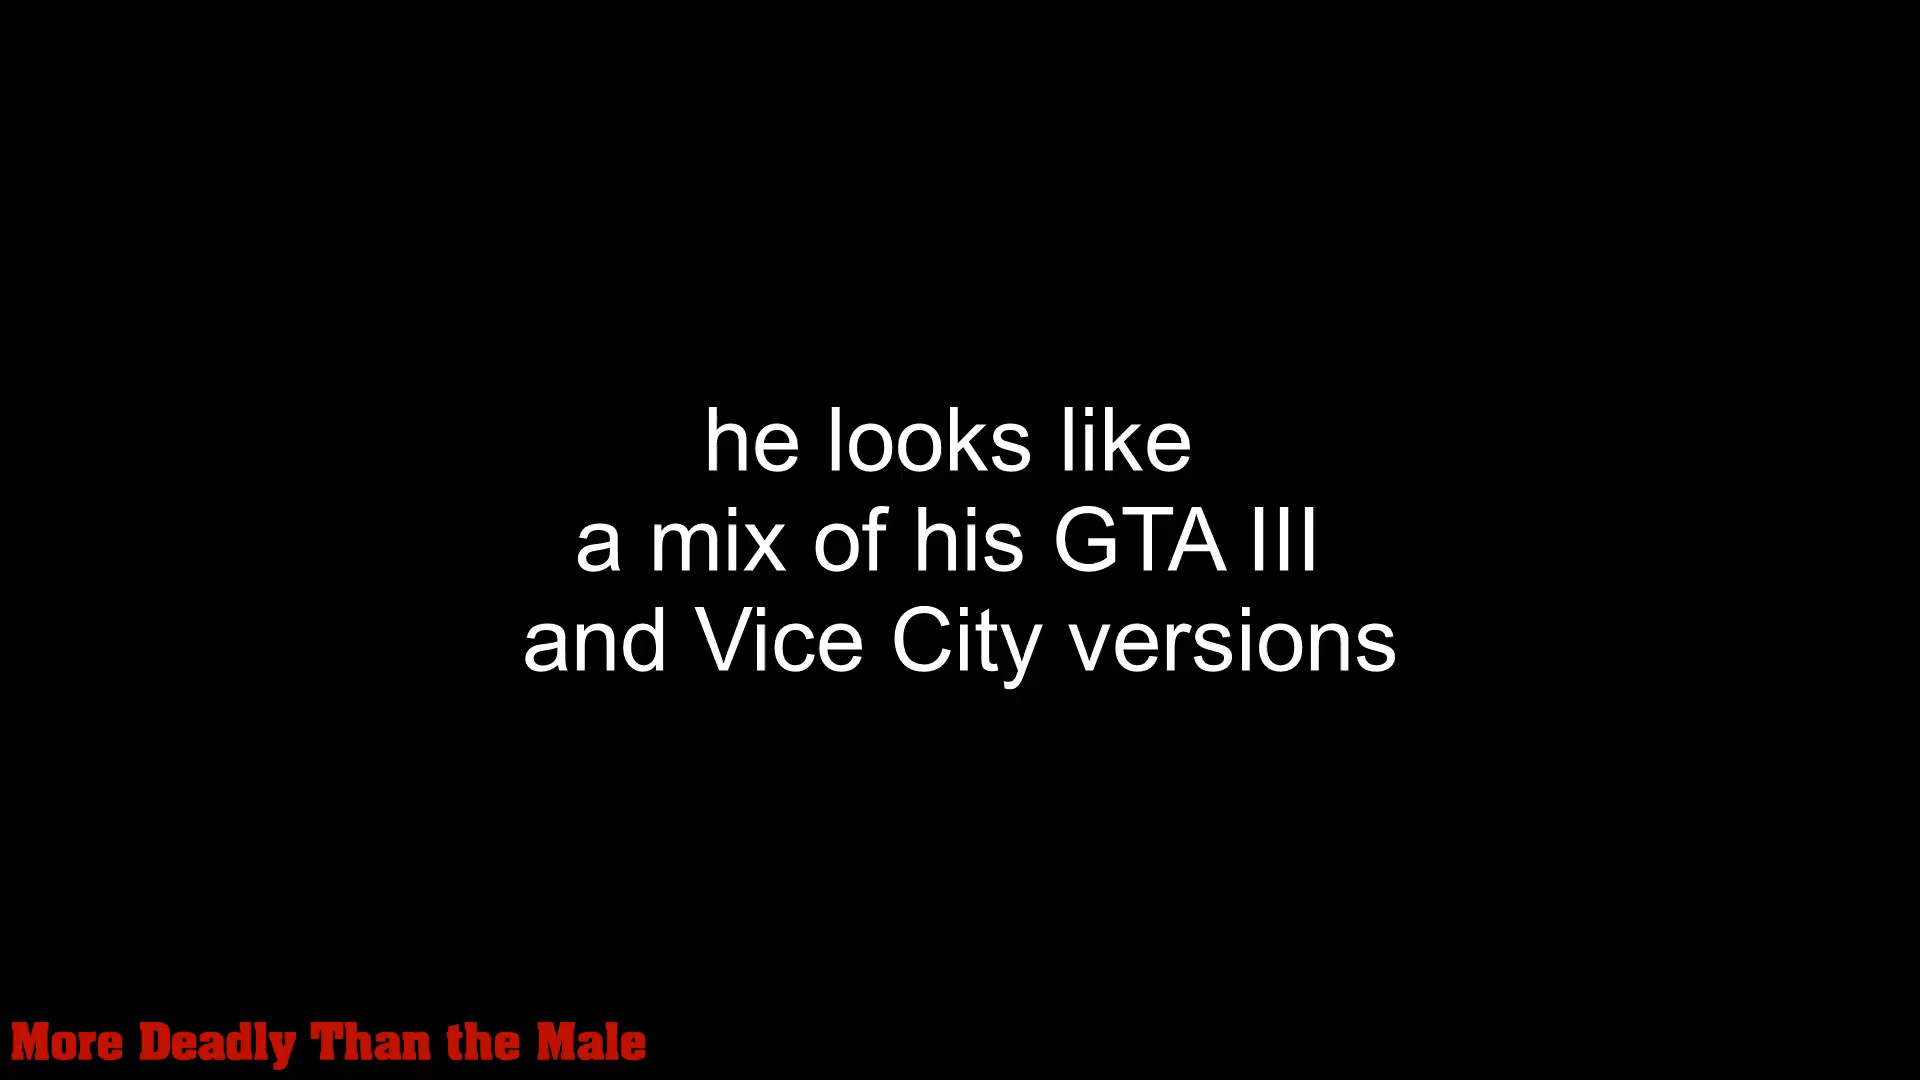 he looks like
a mix of his GTA III
and Vice City versions
More Deadly Than the Male